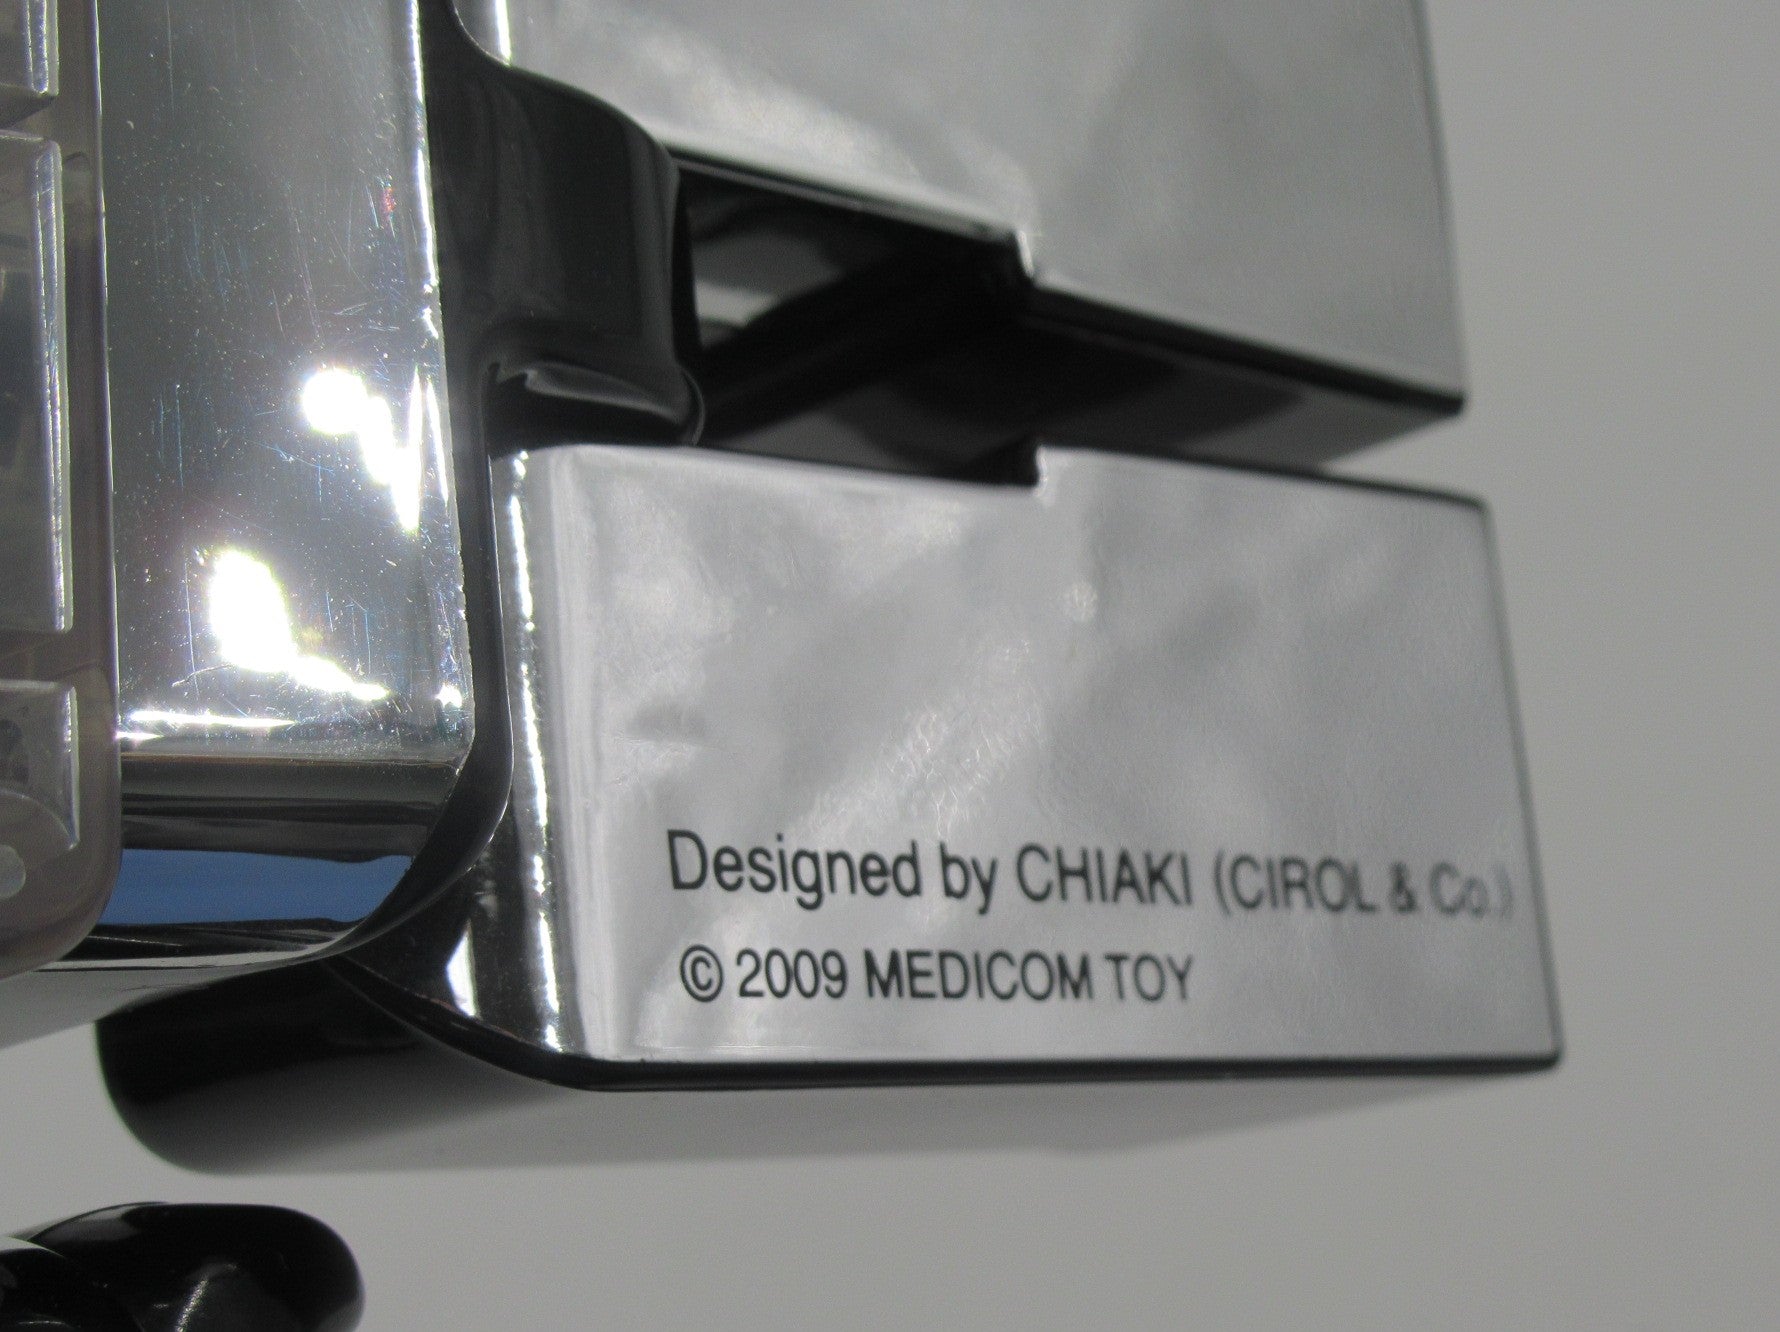 Designed by CHIAKI (CIROL & Co.)
© 2009 MEDICOM TOY